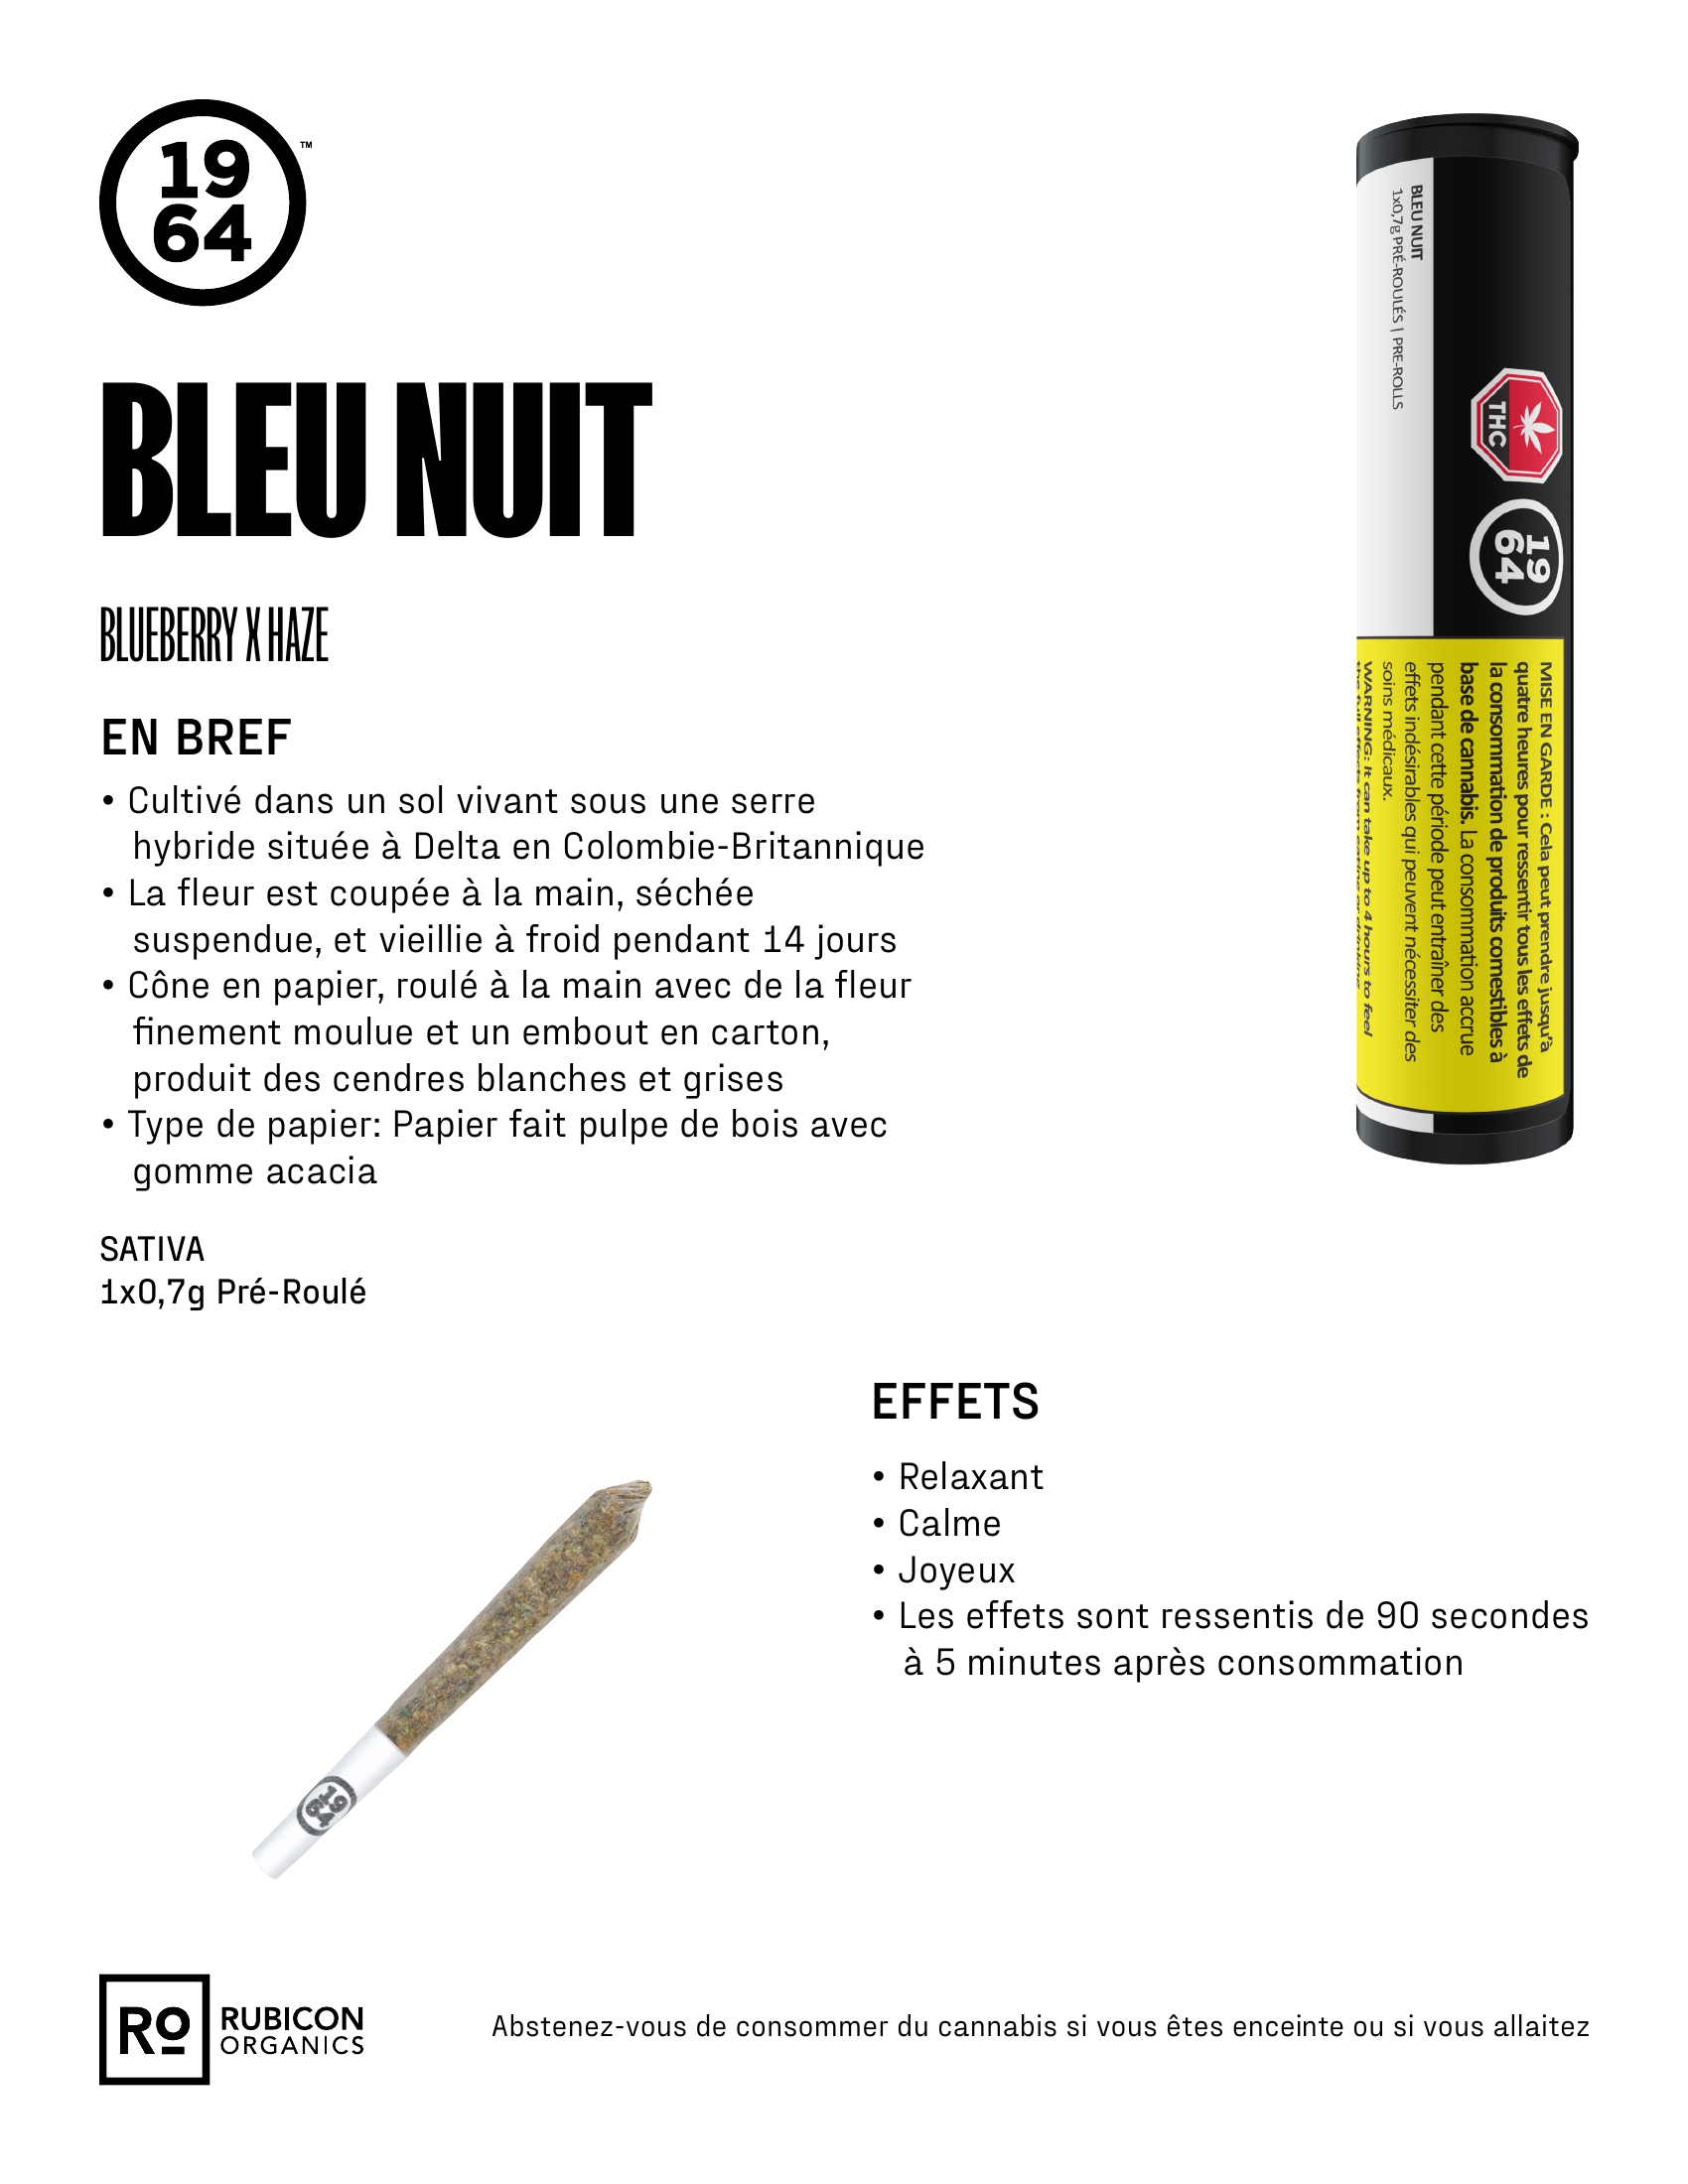 19
64
™
BLEU NUIT
BLUEBERRY X HAZE
EN BREF
• Cultivé dans un sol vivant sous une serre
hybride située à Delta en Colombie-Britannique
• La fleur est coupée à la main, séchée
suspendue, et vieillie à froid pendant 14 jours
• Cône en papier, roulé à la main avec de la fleur
finement moulue et un embout en carton,
produit des cendres blanches et grises
• Type de papier: Papier fait pulpe de bois avec
gomme acacia
SATIVA
1x0,7g Pré-Roulé
BLEU NUIT
1x0,7g PRÉ-ROULÉS | PRE-ROLLS
THC
19
64
MISE EN GARDE : Cela peut prendre jusqu'à
quatre heures pour ressentir tous les effets de
la consommation de produits comestibles à
base de cannabis. La consommation accrue
pendant cette période peut entraîner des
effets indésirables qui peuvent nécessiter des
soins médicaux.
WARNING: It can take up to 4 hours to feel
the full effects from eating or drinking
EFFETS
• Relaxant
• Calme
• Joyeux
• Les effets sont ressentis de 90 secondes
à 5 minutes après consommation
19
64
RO
RUBICON
ORGANICS
Abstenez-vous de consommer du cannabis si vous êtes enceinte ou si vous allaitez